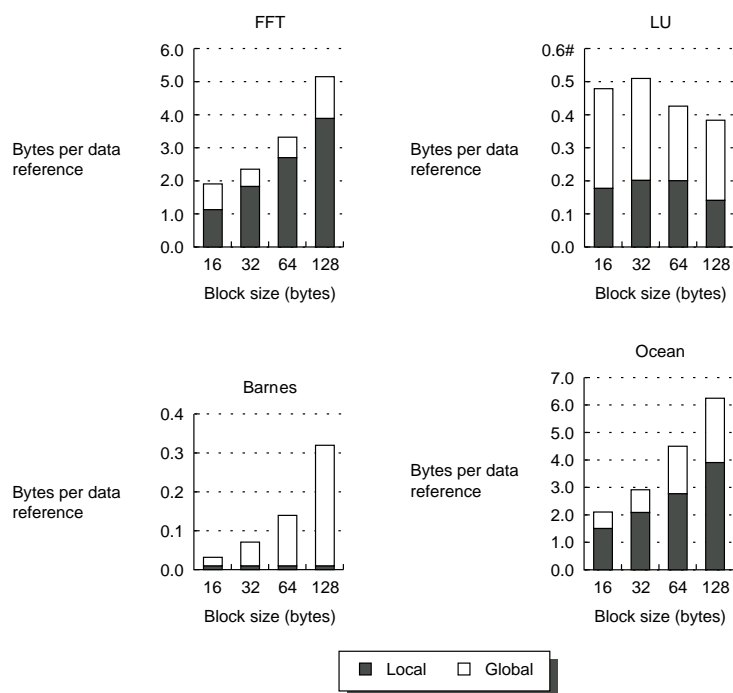 FFT
6.0
5.0
4.0
3.0
2.0
1.0
0.0
Bytes per data
reference
16 32 64 128
Block size (bytes)
LU
0.6#
0.5
0.4
0.3
0.2
0.1
0.0
Bytes per data
reference
16 32 64 128
Block size (bytes)
Barnes
0.4
0.3
0.2
0.1
0.0
Bytes per data
reference
16 32 64 128
Block size (bytes)
Ocean
7.0
6.0
5.0
4.0
3.0
2.0
1.0
0.0
Bytes per data
reference
16 32 64 128
Block size (bytes)
Local Global